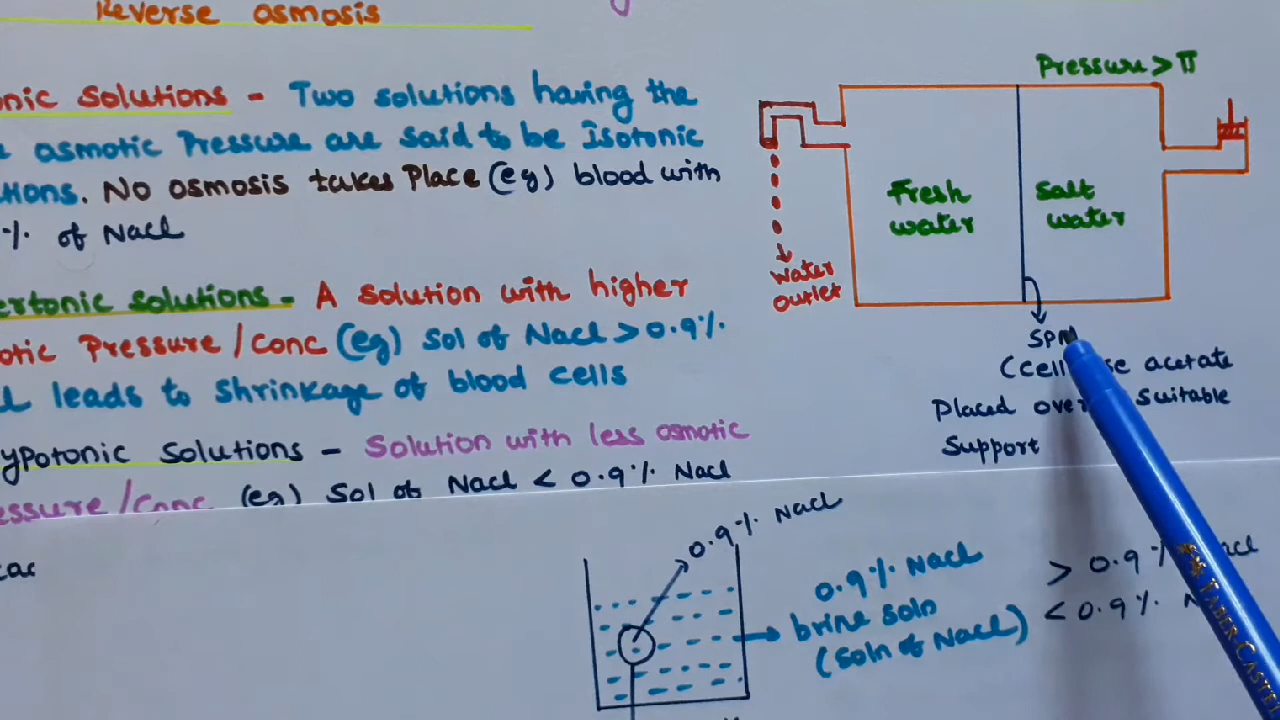 Reverse osmosis
onic solutions - Two solutions having the
osmotic Pressure are said to be Isotonic
tions. No osmosis takes Place (eg) blood with
% of Nacl
ertonic solutions - A solution with higher
otic Pressure / conc (eg) sol of Nacl > 0.9%
leads to shrinkage of blood cells
ypotonic solutions - Solution with less osmotic
essure / conc (eg) Sol of Nacl < 0.9% Nacl
Pressure > π
Fresh
water
Salt
water
water
outlet
SPM
acetate
Placed over suitable
Support
0.9% Nacl
0.9% Nacl
brine soln
(soln of Nacl)
> 0.9%
< 0.9%
FABER-CASTEL